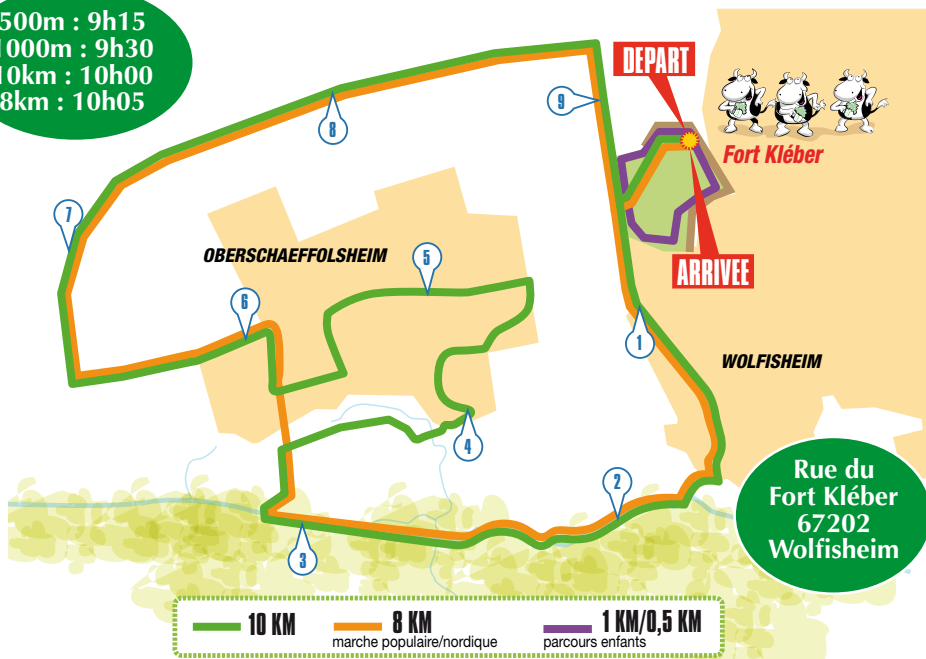 500m : 9h15
1000m : 9h30
10km : 10h00
8km : 10h05
DEPART
9
8
Fort Kléber
7
OBERSCHAEFFOLSHEIM
5
ARRIVEE
6
1
WOLFISHEIM
4
2
Rue du
Fort Kléber
67202
Wolfisheim
3
10 KM
8 KM
marche populaire/nordique
1 KM/0,5 KM
parcours enfants